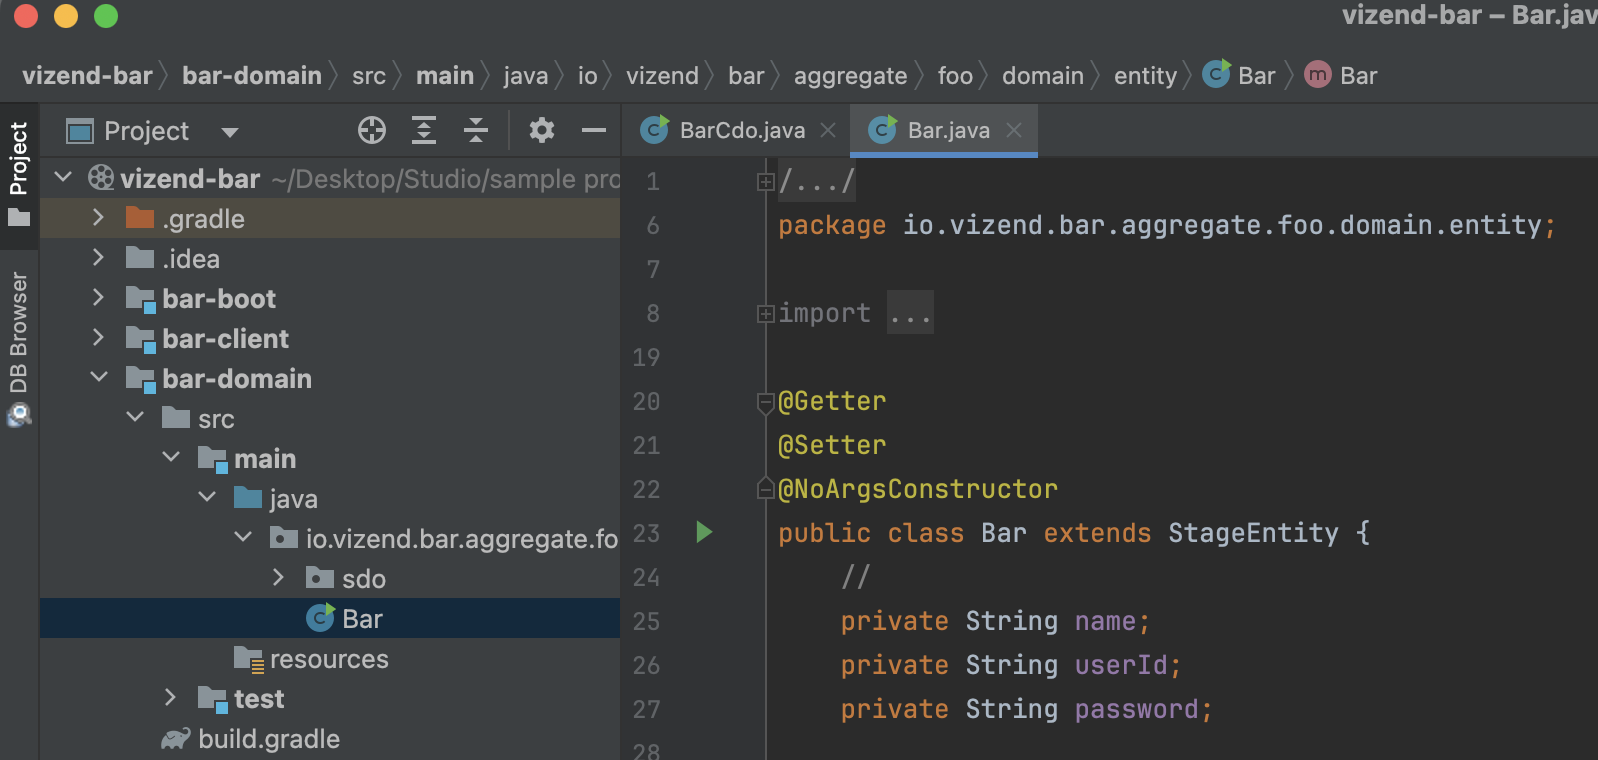 vizend-bar – Bar.jav
vizend-bar bar-domain src main java io vizend bar aggregate foo domain entity Bar Bar
Project
DB Browser
Project
vizend-bar ~/Desktop/Studio/sample pro
.gradle
.idea
bar-boot
bar-client
bar-domain
src
main
java
io.vizend.bar.aggregate.fo
sdo
Bar
resources
test
build.gradle
BarCdo.java Bar.java
1 /.../
6 package io.vizend.bar.aggregate.foo.domain.entity;
7
8 import ...
19
20 @Getter
21 @Setter
22 @NoArgsConstructor
23 public class Bar extends StageEntity {
24 //
25 private String name;
26 private String userId;
27 private String password;
28